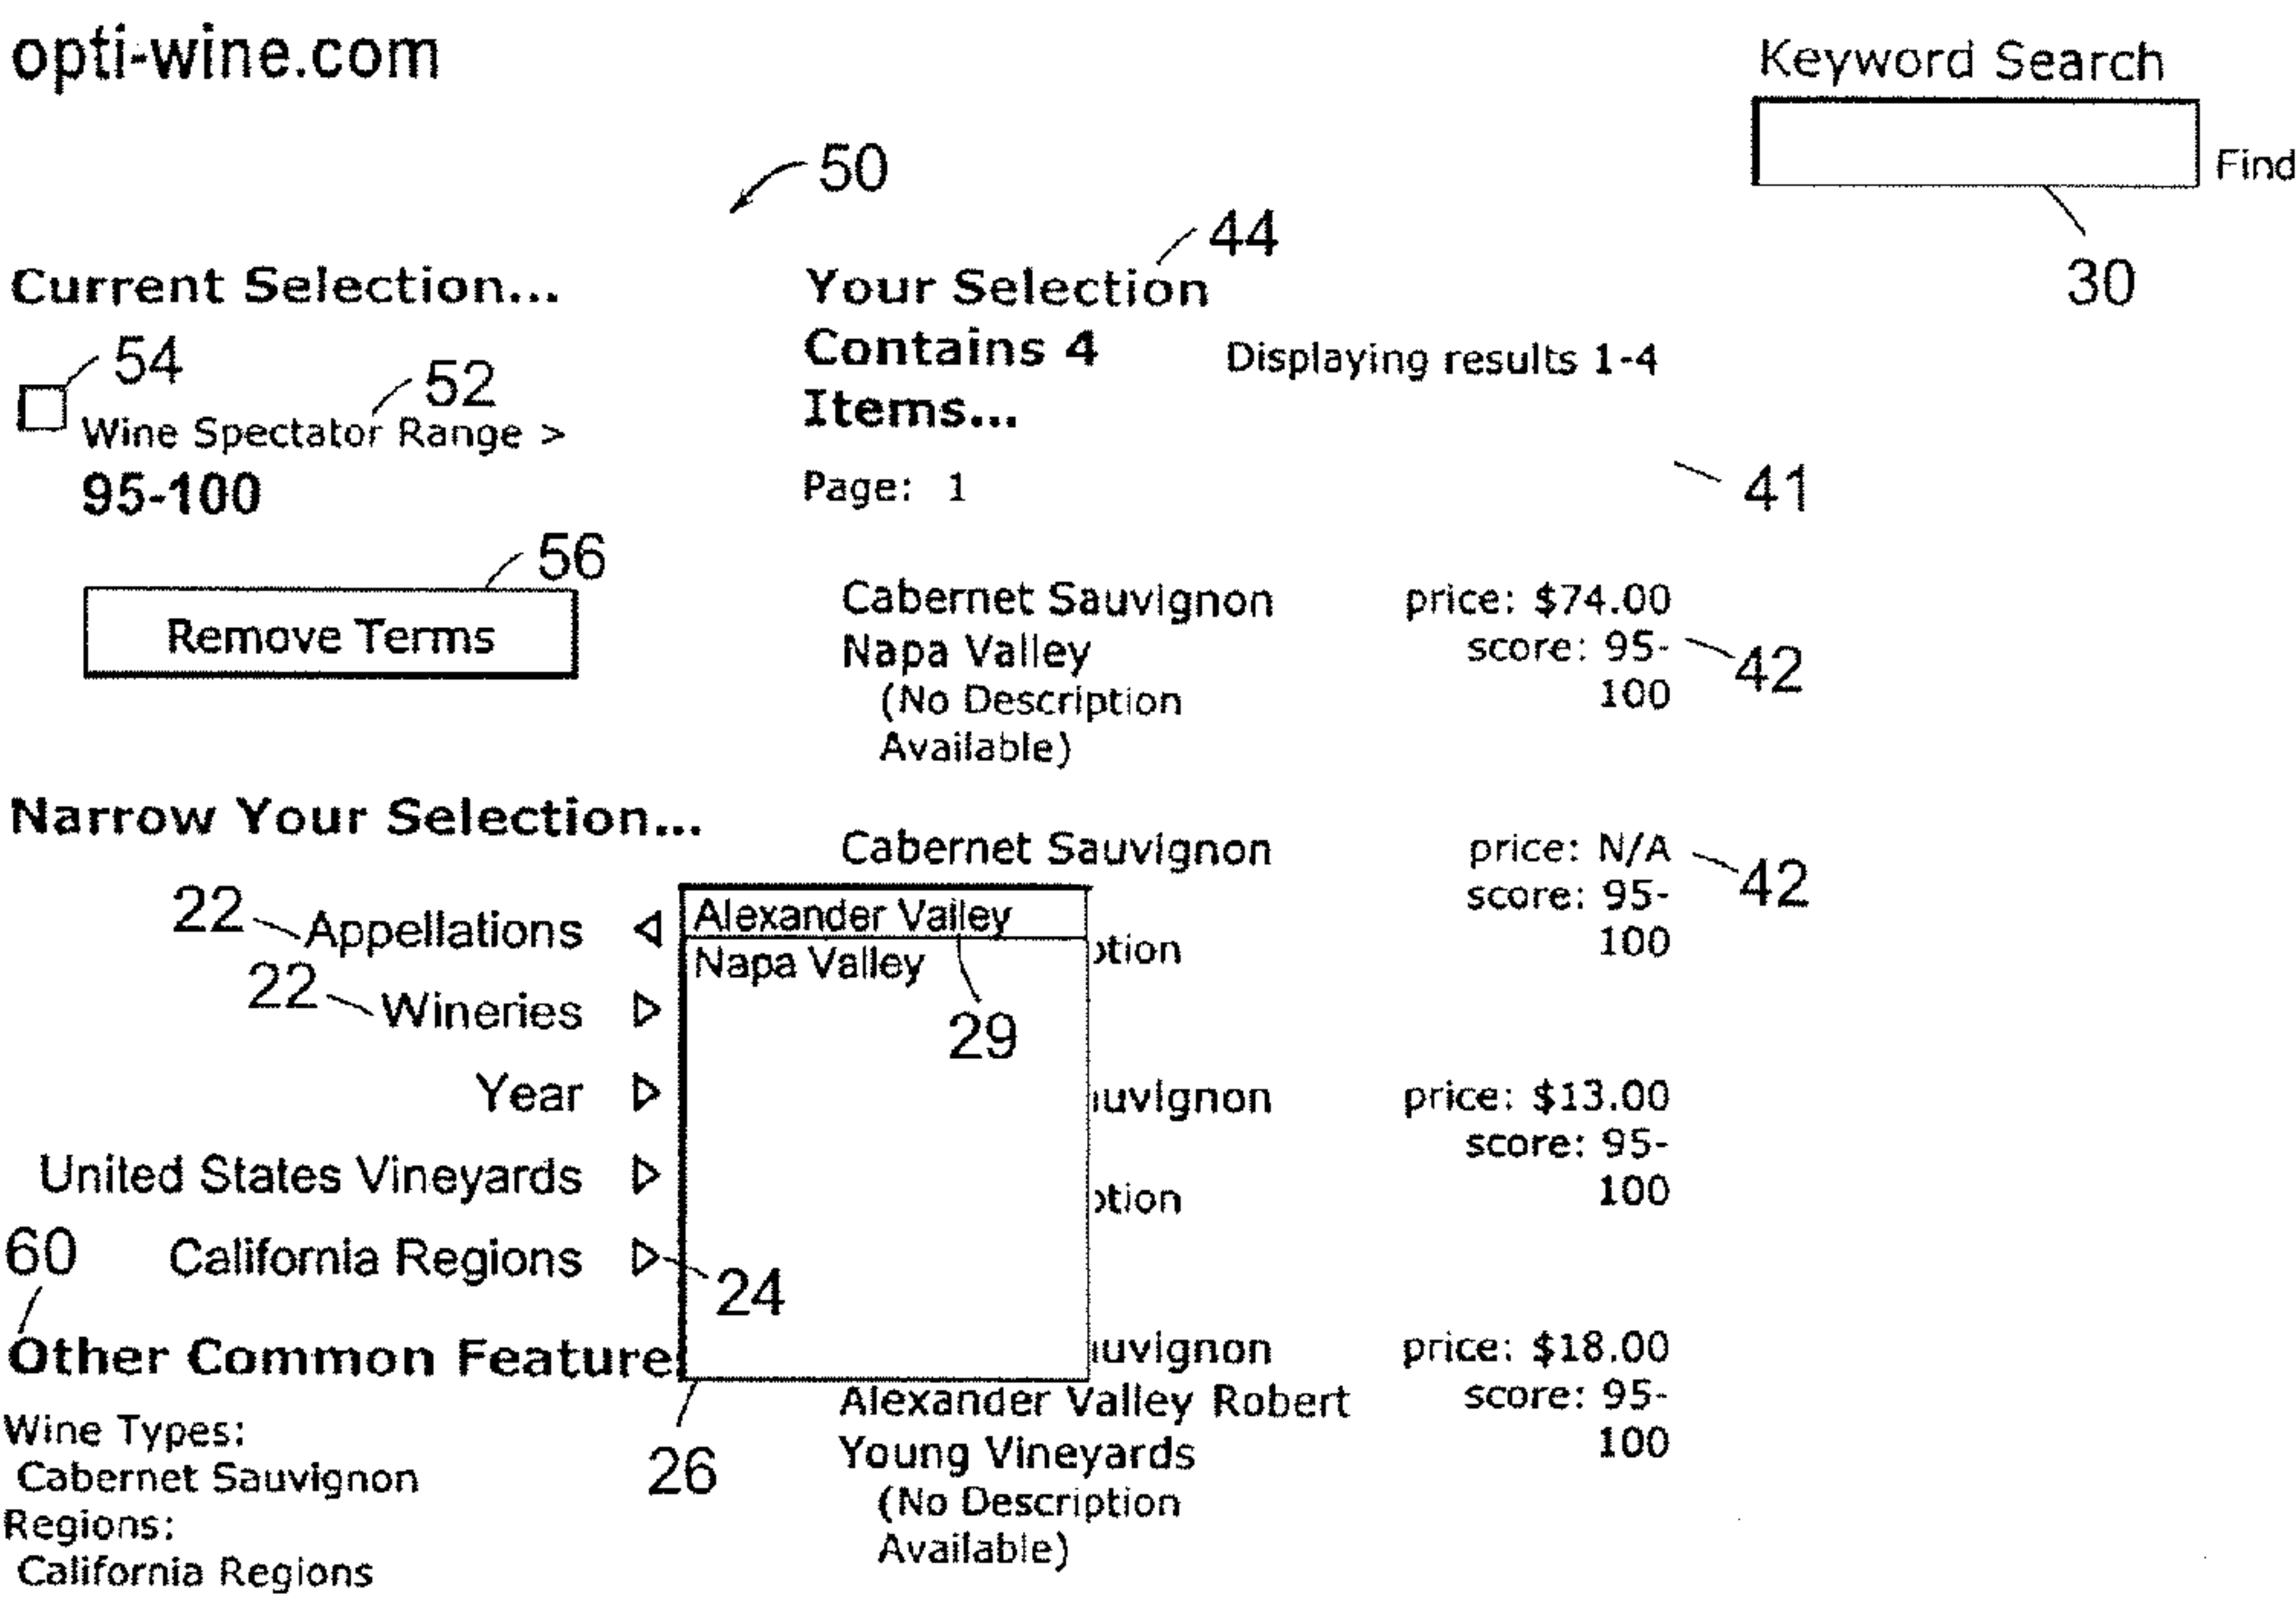 opti-wine.com
Keyword Search
Find
30
50
44
Current Selection...
54
52
Wine Spectator Range >
95-100
56
Remove Terms
Your Selection
Contains 4
Items...
Displaying results 1-4
Page: 1
41
Cabernet Sauvignon
Napa Valley
(No Description
Available)
price: $74.00
score: 95-
100
42
Narrow Your Selection...
22
Appellations
22
Wineries
Year
United States Vineyards
California Regions
24
Alexander Valley
Napa Valley
29
26
Cabernet Sauvignon
price: N/A
score: 95-
100
42
price: $13.00
score: 95-
100
price: $18.00
score: 95-
100
Alexander Valley Robert
Young Vineyards
(No Description
Available)
60
Other Common Feature
Wine Types:
Cabernet Sauvignon
Regions:
California Regions